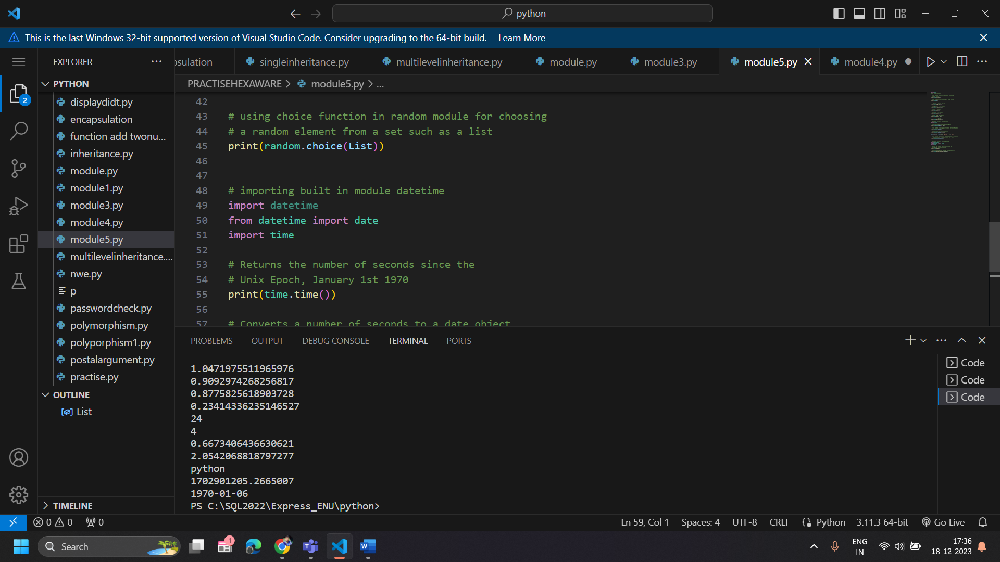 python
This is the last Windows 32-bit supported version of Visual Studio Code. Consider upgrading to the 64-bit build. Learn More
EXPLORER
psulation singleinheritance.py multilevelinheritance.py module.py module3.py module5.py module4.py
PYTHON
displaydidt.py
encapsulation
function add twonu...
inheritance.py
module.py
module1.py
module3.py
module4.py
module5.py
multilevelinheritance....
nwe.py
p
passwordcheck.py
polymorphism.py
polyporphism1.py
postalargument.py
practise.py
OUTLINE
List
TIMELINE
PRACTISEHEXAWARE > module5.py > ...
42
43 # using choice function in random module for choosing
44 # a random element from a set such as a list
45 print(random.choice(List))
46
47
48 # importing built in module datetime
49 import datetime
50 from datetime import date
51 import time
52
53 # Returns the number of seconds since the
54 # Unix Epoch, January 1st 1970
55 print(time.time())
56
57 # Converts a number of seconds to a date object
PROBLEMS OUTPUT DEBUG CONSOLE TERMINAL PORTS
1.0471975511965976
0.9092974268256817
0.8775825618903728
0.23414336235146527
24
4
0.6673406436630621
2.0542068818797277
python
1702901205.2665007
1970-01-06
PS C:\SQL2022\Express_ENU\python>
Code
Code
Code
2
0 0 0 Ln 59, Col 1 Spaces: 4 UTF-8 CRLF Python 3.11.3 64-bit Go Live
Search
1
ENG
IN
17:36
18-12-2023